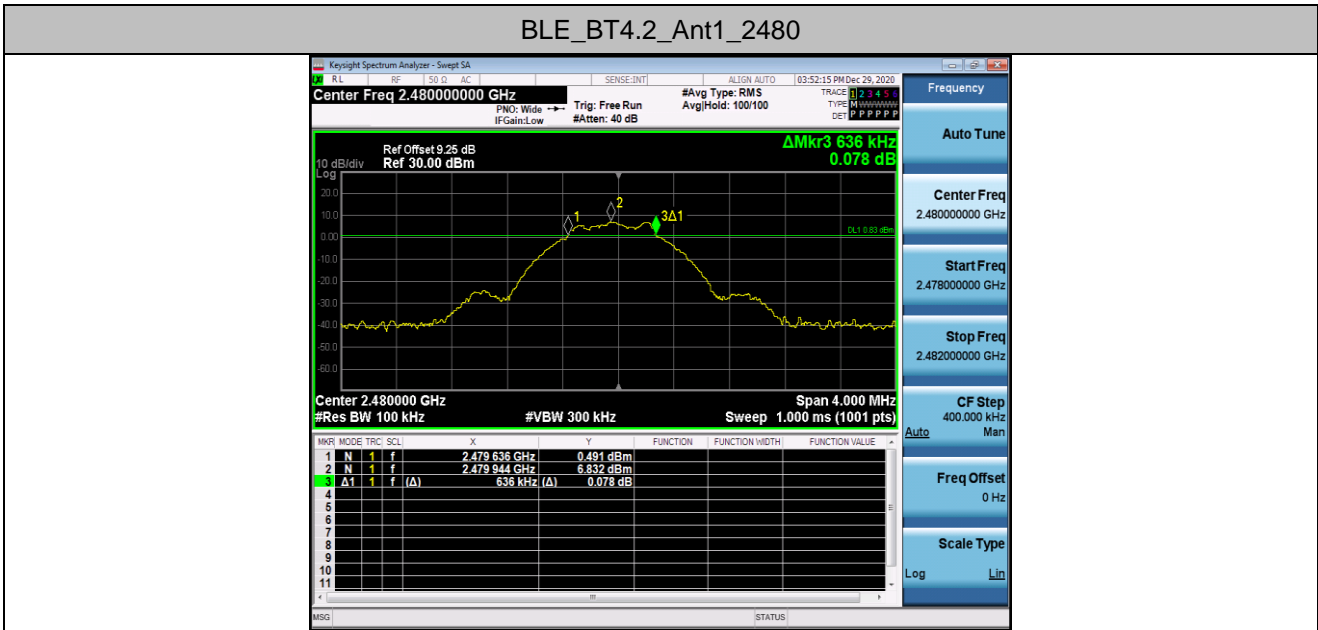 BLE_BT4.2_Ant1_2480
Keysight Spectrum Analyzer - Swept SA
RL RF 50 Ω AC SENSE:INT ALIGN AUTO 03:52:15 PM Dec 29, 2020
Center Freq 2.480000000 GHz
PNO: Wide
IFGain:Low
Trig: Free Run
#Atten: 40 dB
#Avg Type: RMS
Avg|Hold: 100/100
TRACE 1 2 3 4 5 6
TYPE M WWWWW
DET P P P P P P
ΔMkr3 636 kHz
0.078 dB
Ref Offset 9.25 dB
10 dB/div Ref 30.00 dBm
Log
20.0
10.0
0.00
-10.0
-20.0
-30.0
-40.0
-50.0
-60.0
1
2
3Δ1
DL1 0.83 dBm
Center 2.480000 GHz Span 4.000 MHz
#Res BW 100 kHz #VBW 300 kHz Sweep 1.000 ms (1001 pts)
MKR MODE TRC SCL X Y FUNCTION FUNCTION WIDTH FUNCTION VALUE
1 N 1 f 2.479 636 GHz 0.491 dBm
2 N 1 f 2.479 944 GHz 6.832 dBm
3 Δ1 1 f (Δ) 636 kHz (Δ) 0.078 dB
4
5
6
7
8
9
10
11
MSG STATUS
Frequency
Auto Tune
Center Freq
2.480000000 GHz
Start Freq
2.478000000 GHz
Stop Freq
2.482000000 GHz
CF Step
400.000 kHz
Auto Man
Freq Offset
0 Hz
Scale Type
Log Lin